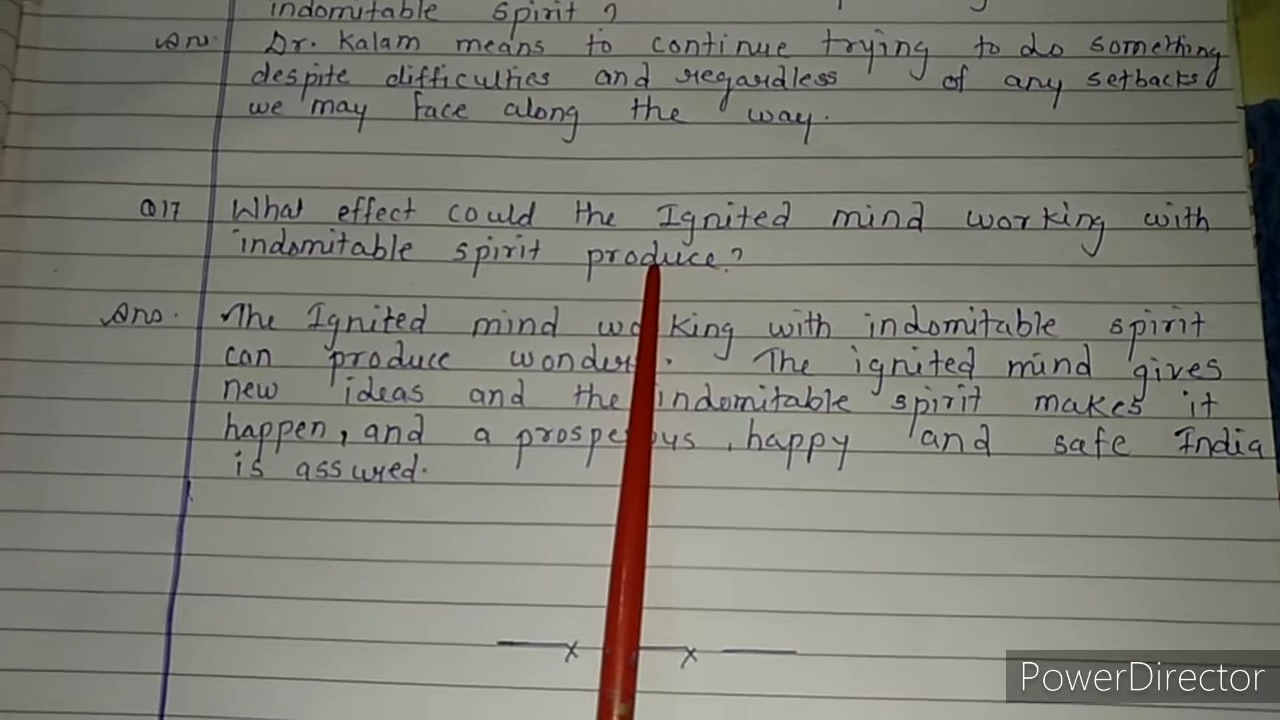 indomitable spirit ?
Ans. Dr. Kalam means to continue trying to do something
despite difficulties and regardless of any setbacks
we may face along the way.
Q17 What effect could the Ignited mind working with
indomitable spirit produce?
Ans. The Ignited mind working with indomitable spirit
can produce wonders. The ignited mind gives
new ideas and the indomitable spirit makes it
happen, and a prosperous, happy and safe India
is assured.
PowerDirector